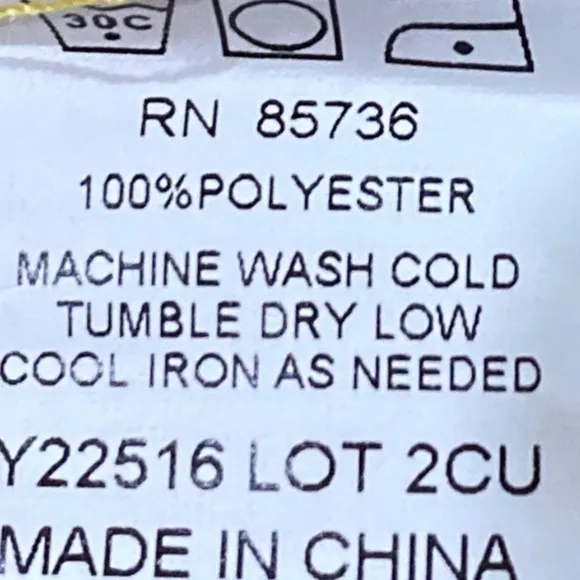 30C
RN 85736
100%POLYESTER
MACHINE WASH COLD
TUMBLE DRY LOW
COOL IRON AS NEEDED
Y22516 LOT 2CU
MADE IN CHINA